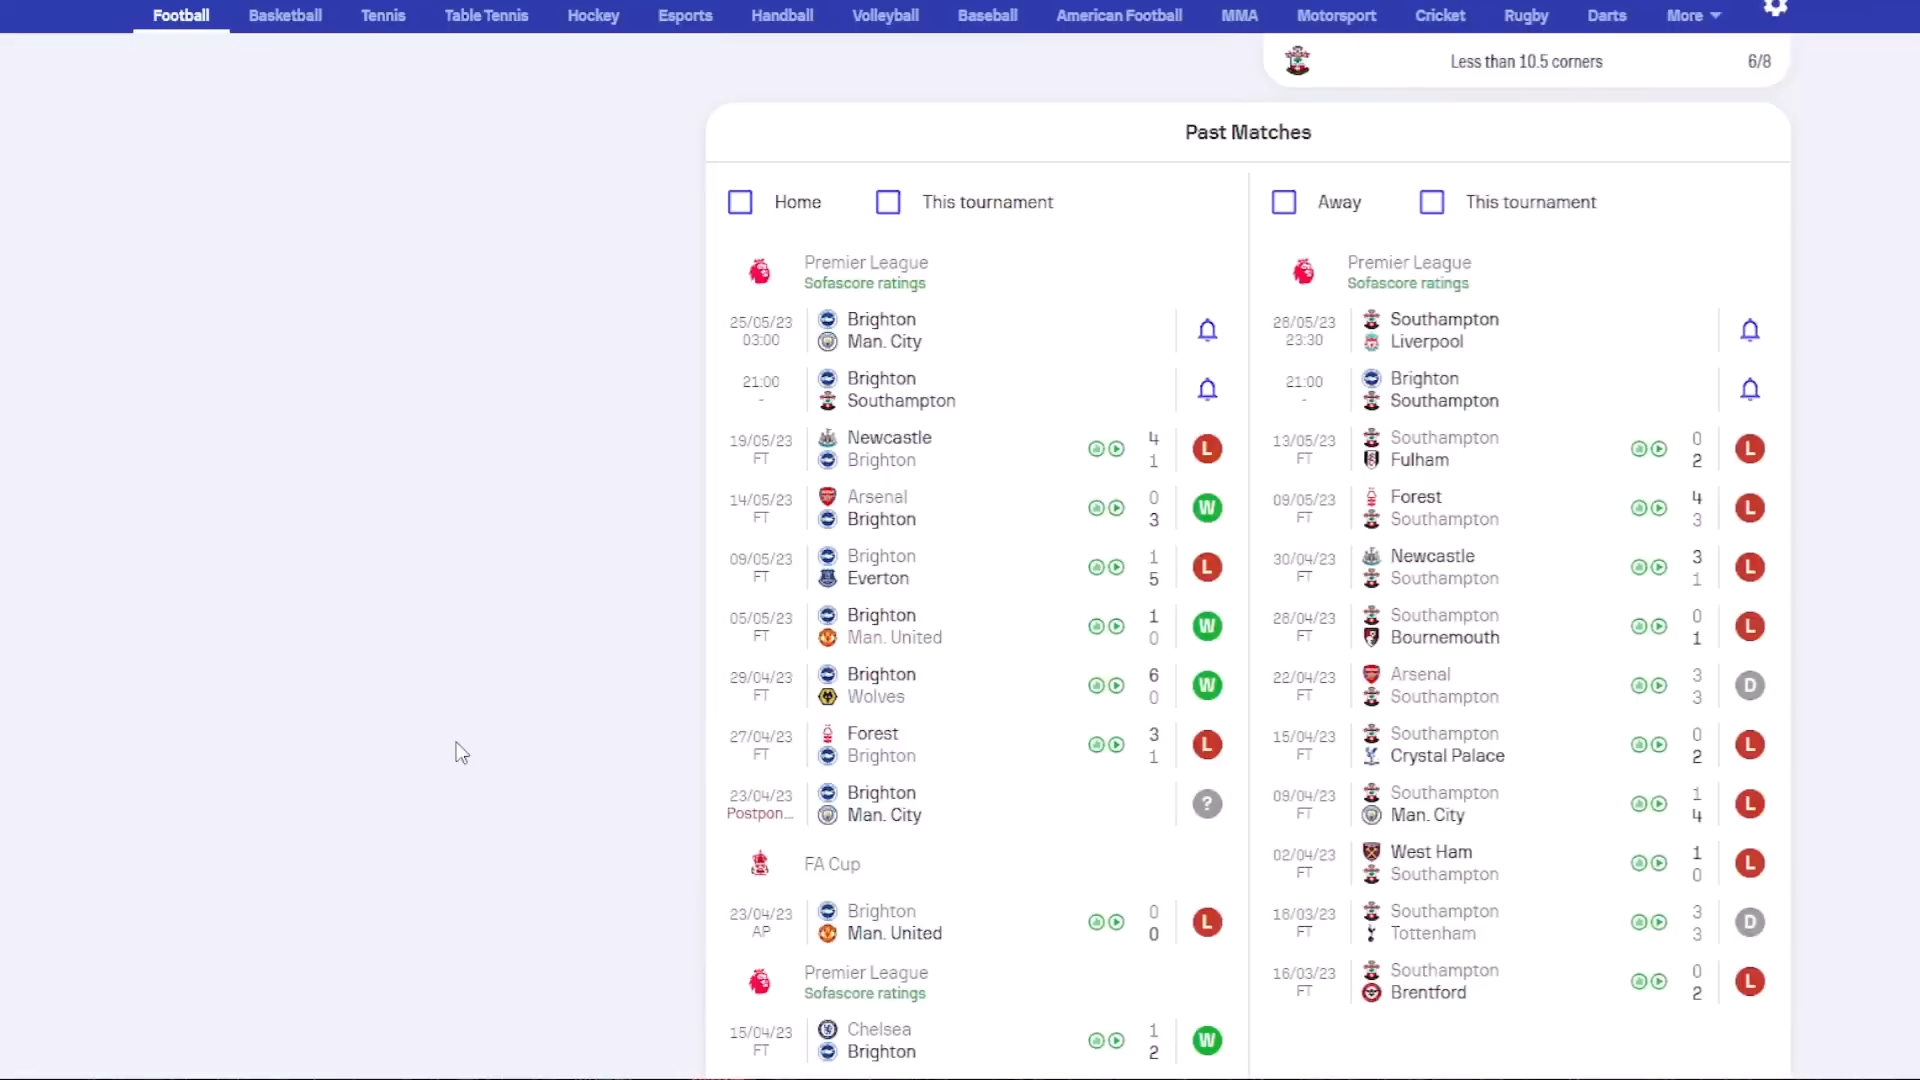 Football Basketball Tennis Table Tennis Hockey Esports Handball Volleyball Baseball American Football MMA Motorsport Cricket Rugby Darts More
Less than 10.5 corners 6/8
Past Matches
Home This tournament
Premier League
Sofascore ratings
25/05/23 Brighton
03:00 Man. City
21:00 Brighton
- Southampton
19/05/23 Newcastle 4 L
FT Brighton 1
14/05/23 Arsenal 0 W
FT Brighton 3
09/05/23 Brighton 1 L
FT Everton 5
05/05/23 Brighton 1 W
FT Man. United 0
29/04/23 Brighton 6 W
FT Wolves 0
27/04/23 Forest 3 L
FT Brighton 1
23/04/23 Brighton ?
Postpon... Man. City
FA Cup
23/04/23 Brighton 0 L
AP Man. United 0
Premier League
Sofascore ratings
15/04/23 Chelsea 1 W
FT Brighton 2
Away This tournament
Premier League
Sofascore ratings
28/05/23 Southampton
23:30 Liverpool
21:00 Brighton
- Southampton
13/05/23 Southampton 0 L
FT Fulham 2
09/05/23 Forest 4 L
FT Southampton 3
30/04/23 Newcastle 3 L
FT Southampton 1
28/04/23 Southampton 0 L
FT Bournemouth 1
22/04/23 Arsenal 3 D
FT Southampton 3
15/04/23 Southampton 0 L
FT Crystal Palace 2
09/04/23 Southampton 1 L
FT Man. City 4
02/04/23 West Ham 1 L
FT Southampton 0
18/03/23 Southampton 3 D
FT Tottenham 3
16/03/23 Southampton 0 L
FT Brentford 2